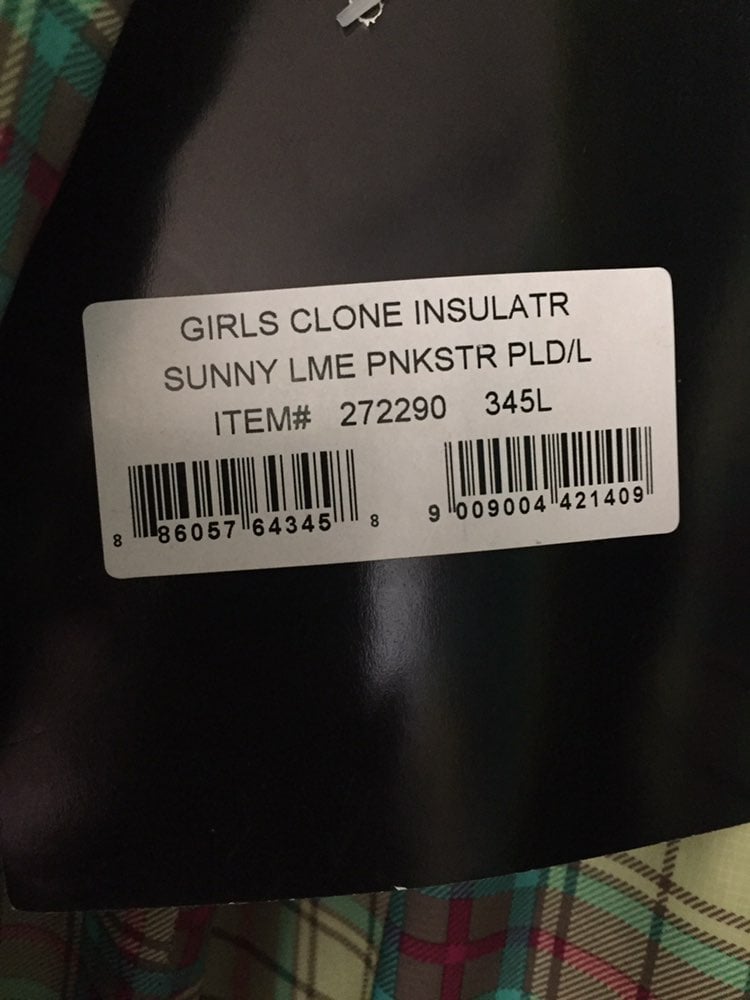 GIRLS CLONE INSULATR
SUNNY LME PNKSTR PLD/L
ITEM# 272290 345L
8 86057 64345 8
9 009004 421409